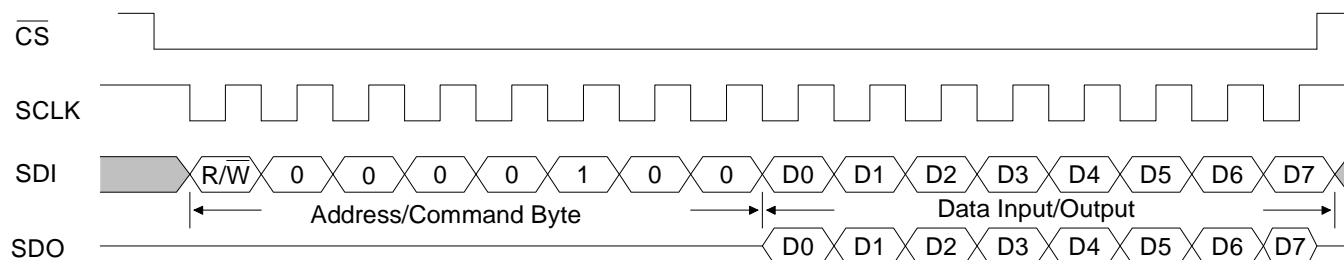 CS
SCLK
SDI R/W 0 0 0 0 1 0 0 D0 D1 D2 D3 D4 D5 D6 D7
Address/Command Byte Data Input/Output
SDO D0 D1 D2 D3 D4 D5 D6 D7